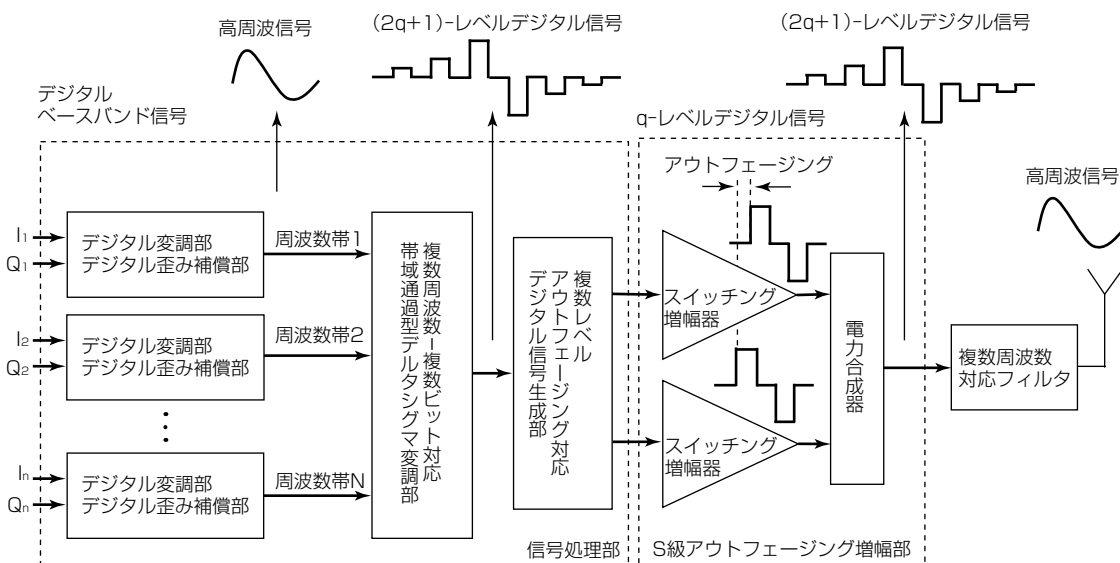 高周波信号
(2q+1)-レベルデジタル信号
(2q+1)-レベルデジタル信号
デジタル
ベースバンド信号
q-レベルデジタル信号
アウトフェージング
高周波信号
I1
Q1
デジタル変調部
デジタル歪み補償部
周波数帯1
I2
Q2
デジタル変調部
デジタル歪み補償部
周波数帯2
In
Qn
デジタル変調部
デジタル歪み補償部
周波数帯N
複数周波数-複数ビット対応
帯域通過型デルタシグマ変調部
複数レベル
アウトフェージング対応
デジタル信号生成部
スイッチング
増幅器
スイッチング
増幅器
電力合成器
複数周波数
対応フィルタ
信号処理部
S級アウトフェージング増幅部